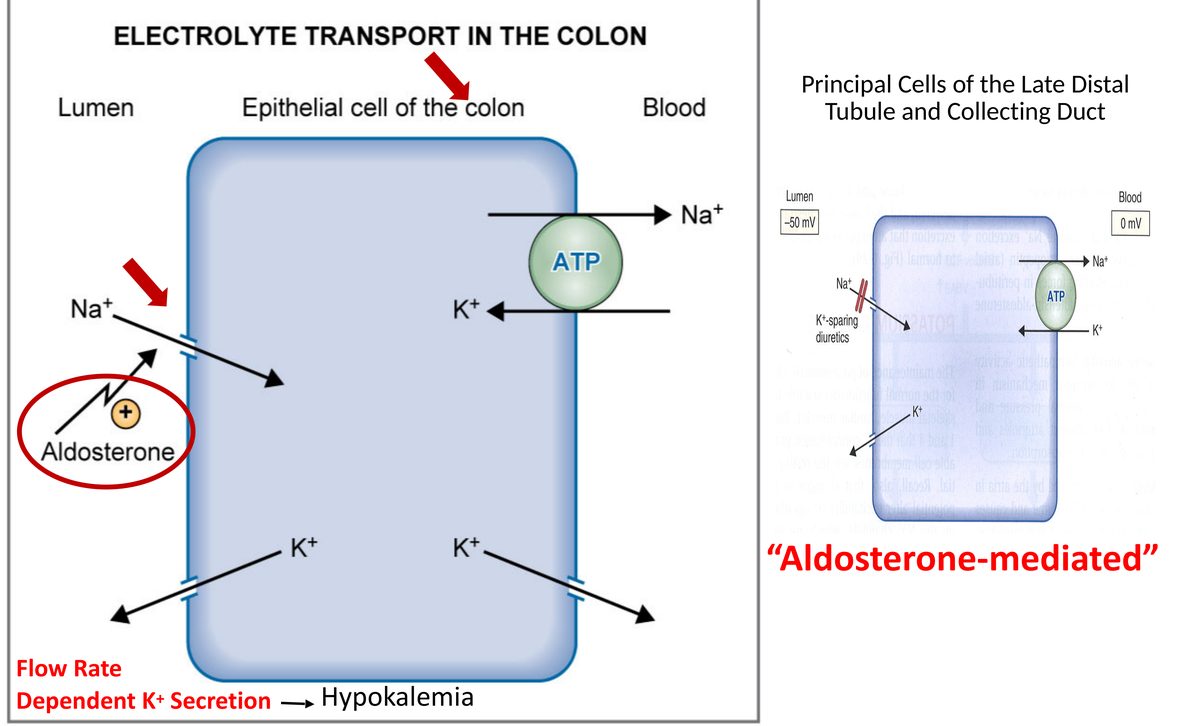 ELECTROLYTE TRANSPORT IN THE COLON
Lumen
Epithelial cell of the colon
Blood
Na⁺
ATP
K⁺
Na⁺
+
Aldosterone
K⁺
K⁺
Flow Rate
Dependent K⁺ Secretion
Hypokalemia
Principal Cells of the Late Distal
Tubule and Collecting Duct
Lumen
–50 mV
Blood
0 mV
Na⁺
ATP
K⁺
Na⁺
K⁺-sparing
diuretics
K⁺
“Aldosterone-mediated”